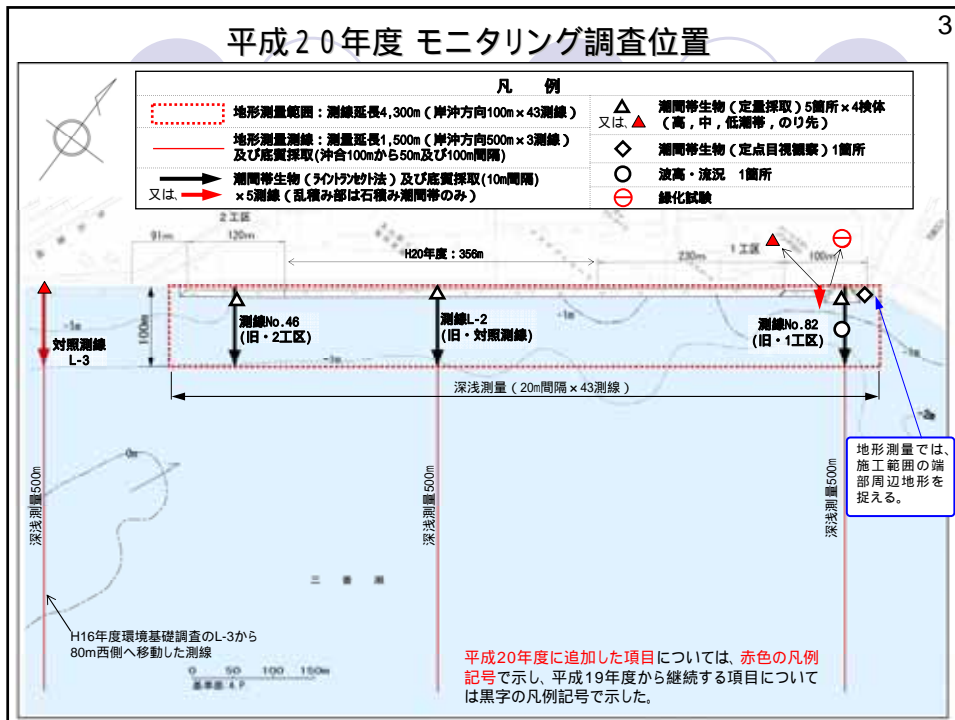 3
平成20年度 モニタリング調査位置
凡 例
地形測量範囲：測線延長4,300m（岸沖方向100m×43測線）
地形測量測線：測量延長1,500m（岸沖方向500m×3測線）
及び底質採取(沖合100mから50m及び100m間隔)
潮間帯生物（ﾗｲﾝﾄﾗﾝｾｸﾄ法）及び底質採取(10m間隔)
又は、
×5測線（乱積み部は石積み潮間帯のみ）
潮間帯生物（定量採取）5箇所×4検体
又は、
（高，中，低潮帯，のり先）
潮間帯生物（定点目視観察）1箇所
波高・流況 1箇所
緑化試験
2工区
91m
120m
H20年度：356m
230m
1工区
100m
100m
-1m
-1m
-1m
-1m
-2m
対照測線
L-3
測線No.46
(旧・2工区)
測線L-2
(旧・対照測線)
測線No.82
(旧・1工区)
深浅測量（20m間隔×43測線）
地形測量では、
施工範囲の端
部周辺地形を
捉える。
0m
深浅測量500m
深浅測量500m
深浅測量500m
三 番 瀬
H16年度環境基礎調査のL-3から
80m西側へ移動した測線
0 50 100 150m
基準面:A.P.
平成20年度に追加した項目については、赤色の凡例
記号で示し、平成19年度から継続する項目について
は黒字の凡例記号で示した。